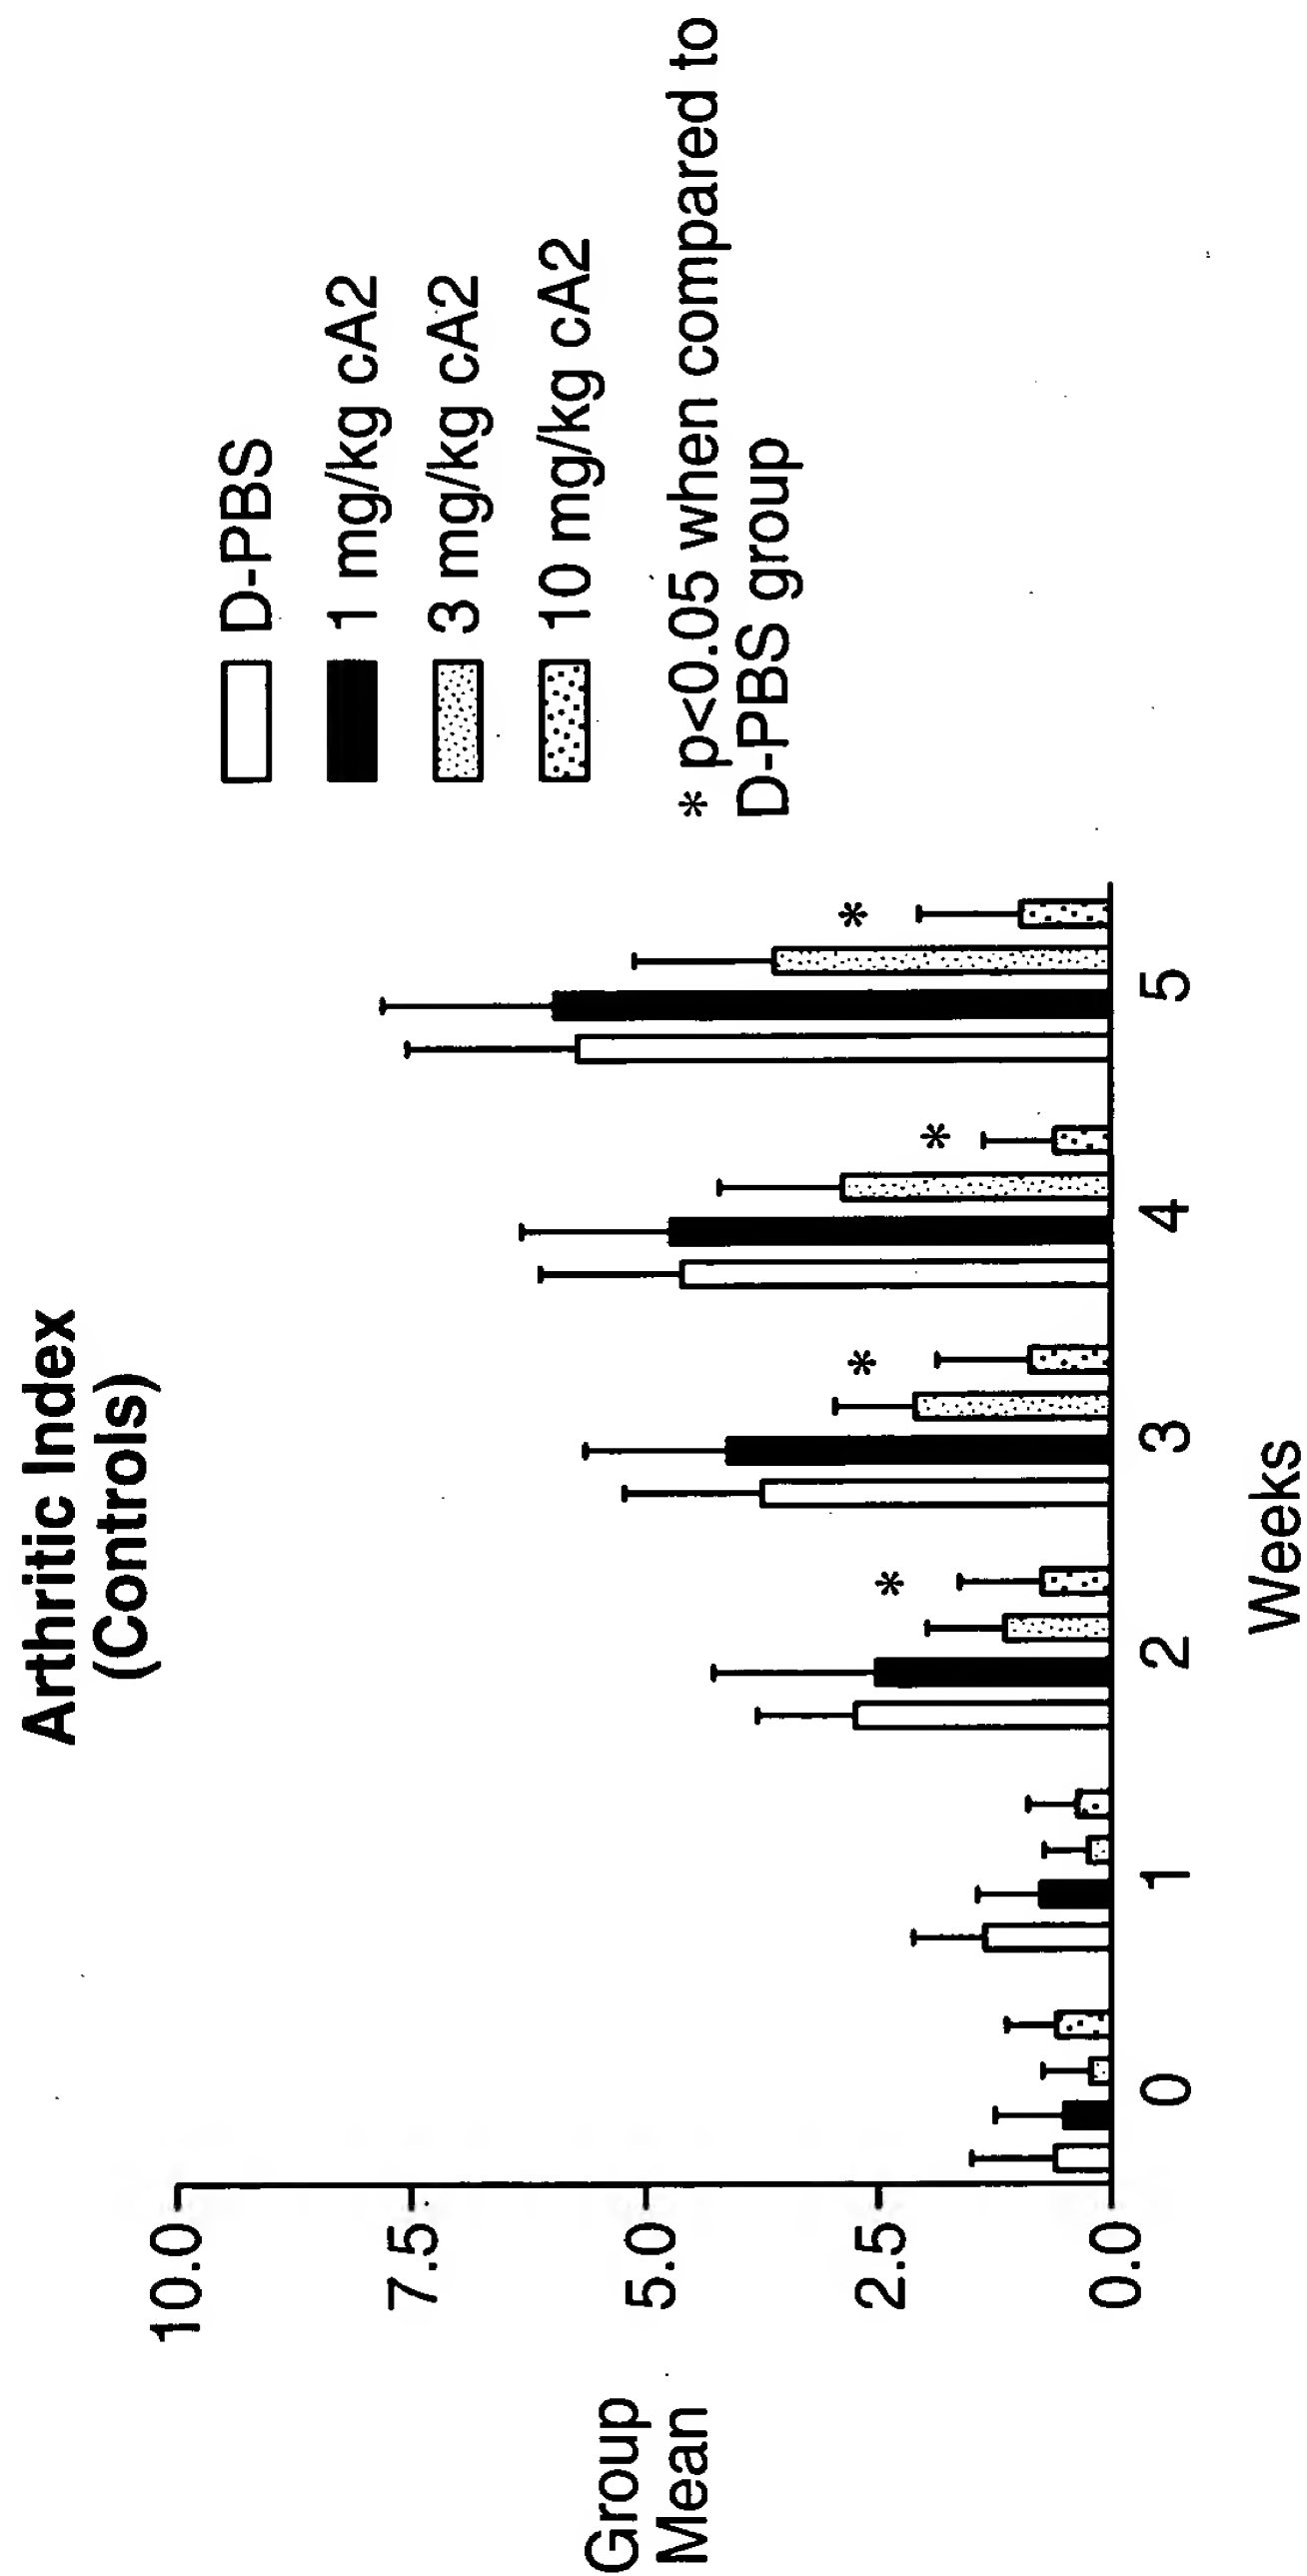 Arthritic Index
(Controls)
D-PBS
1 mg/kg cA2
3 mg/kg cA2
10 mg/kg cA2
* p<0.05 when compared to
D-PBS group
Group
Mean
10.0
7.5
5.0
2.5
0.0
*
*
*
*
0
1
2
3
4
5
Weeks